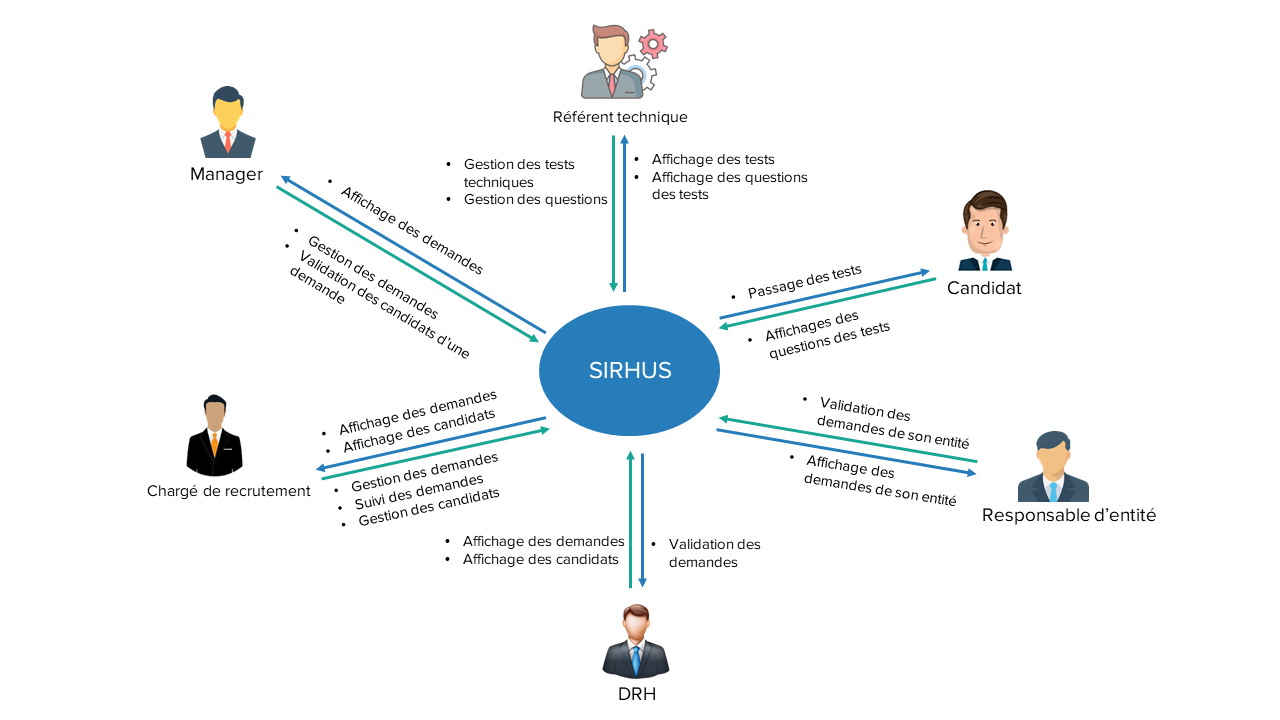 Référent technique
• Gestion des tests
techniques
• Gestion des questions
• Affichage des tests
• Affichage des questions
des tests
Manager
• Affichage des demandes
• Gestion des demandes
• Validation des candidats d'une
demande
Candidat
• Passage des tests
• Affichages des
questions des tests
SIRHUS
Chargé de recrutement
• Affichage des demandes
• Affichage des candidats
• Gestion des demandes
• Suivi des demandes
• Gestion des candidats
• Validation des
demandes de son entité
• Affichage des
demandes de son entité
Responsable d'entité
• Affichage des demandes
• Affichage des candidats
• Validation des
demandes
DRH